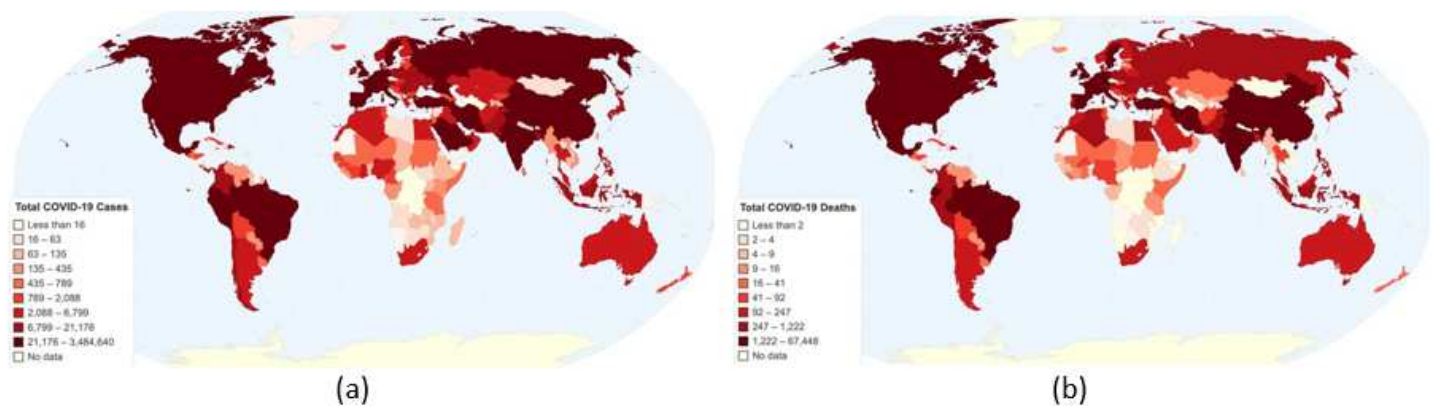 Total COVID-19 Cases
Less than 16
16 – 63
63 – 135
135 – 435
435 – 789
789 – 2,088
2,088 – 6,799
6,799 – 21,176
21,176 – 3,484,640
No data
(a)
Total COVID-19 Deaths
Less than 2
2 – 4
4 – 9
9 – 16
16 – 41
41 – 92
92 – 247
247 – 1,222
1,222 – 67,448
No data
(b)